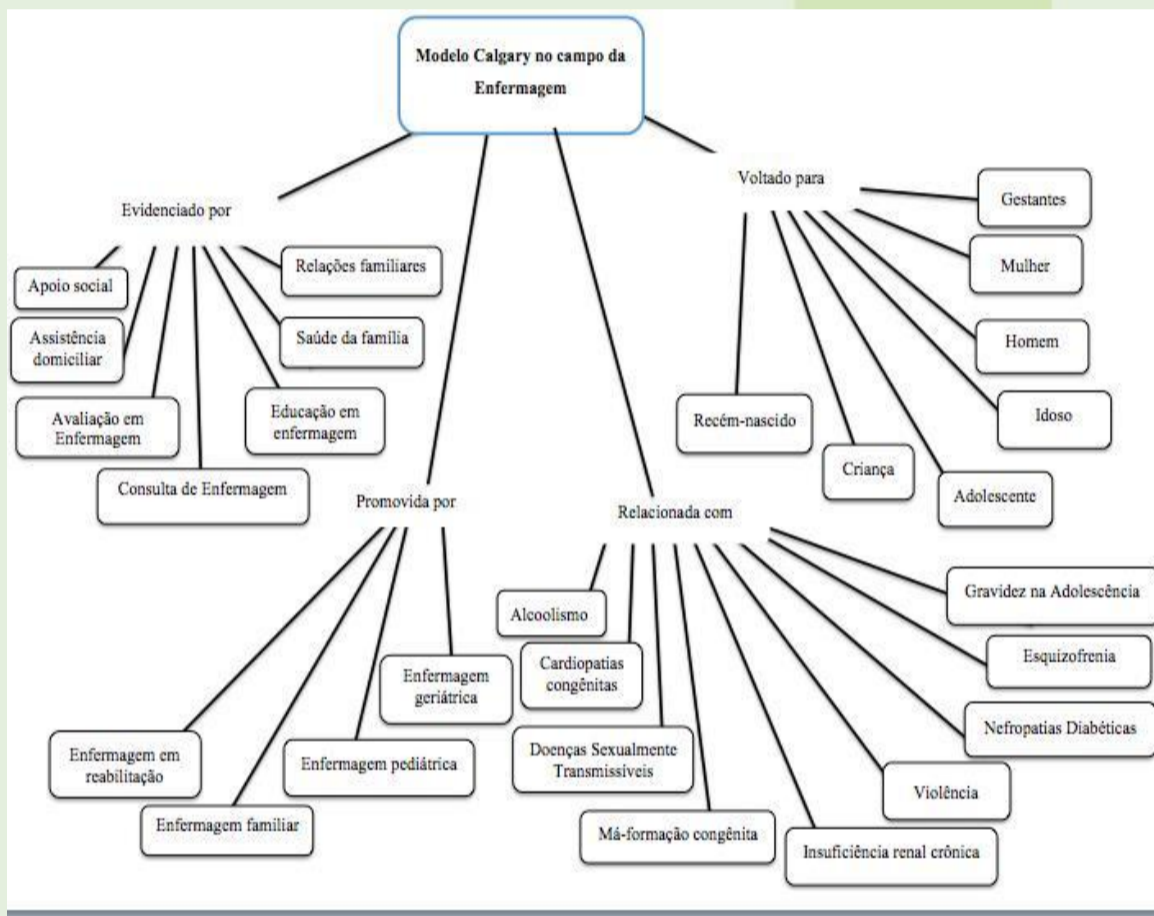 Modelo Calgary no campo da
Enfermagem
Evidenciado por
Apoio social
Assistência
domiciliar
Avaliação em
Enfermagem
Consulta de Enfermagem
Educação em
enfermagem
Saúde da família
Relações familiares
Promovida por
Enfermagem em
reabilitação
Enfermagem familiar
Enfermagem pediátrica
Enfermagem
geriátrica
Relacionada com
Alcoolismo
Cardiopatias
congênitas
Doenças Sexualmente
Transmissíveis
Má-formação congênita
Insuficiência renal crônica
Violência
Nefropatias Diabéticas
Esquizofrenia
Gravidez na Adolescência
Voltado para
Recém-nascido
Criança
Adolescente
Idoso
Homem
Mulher
Gestantes